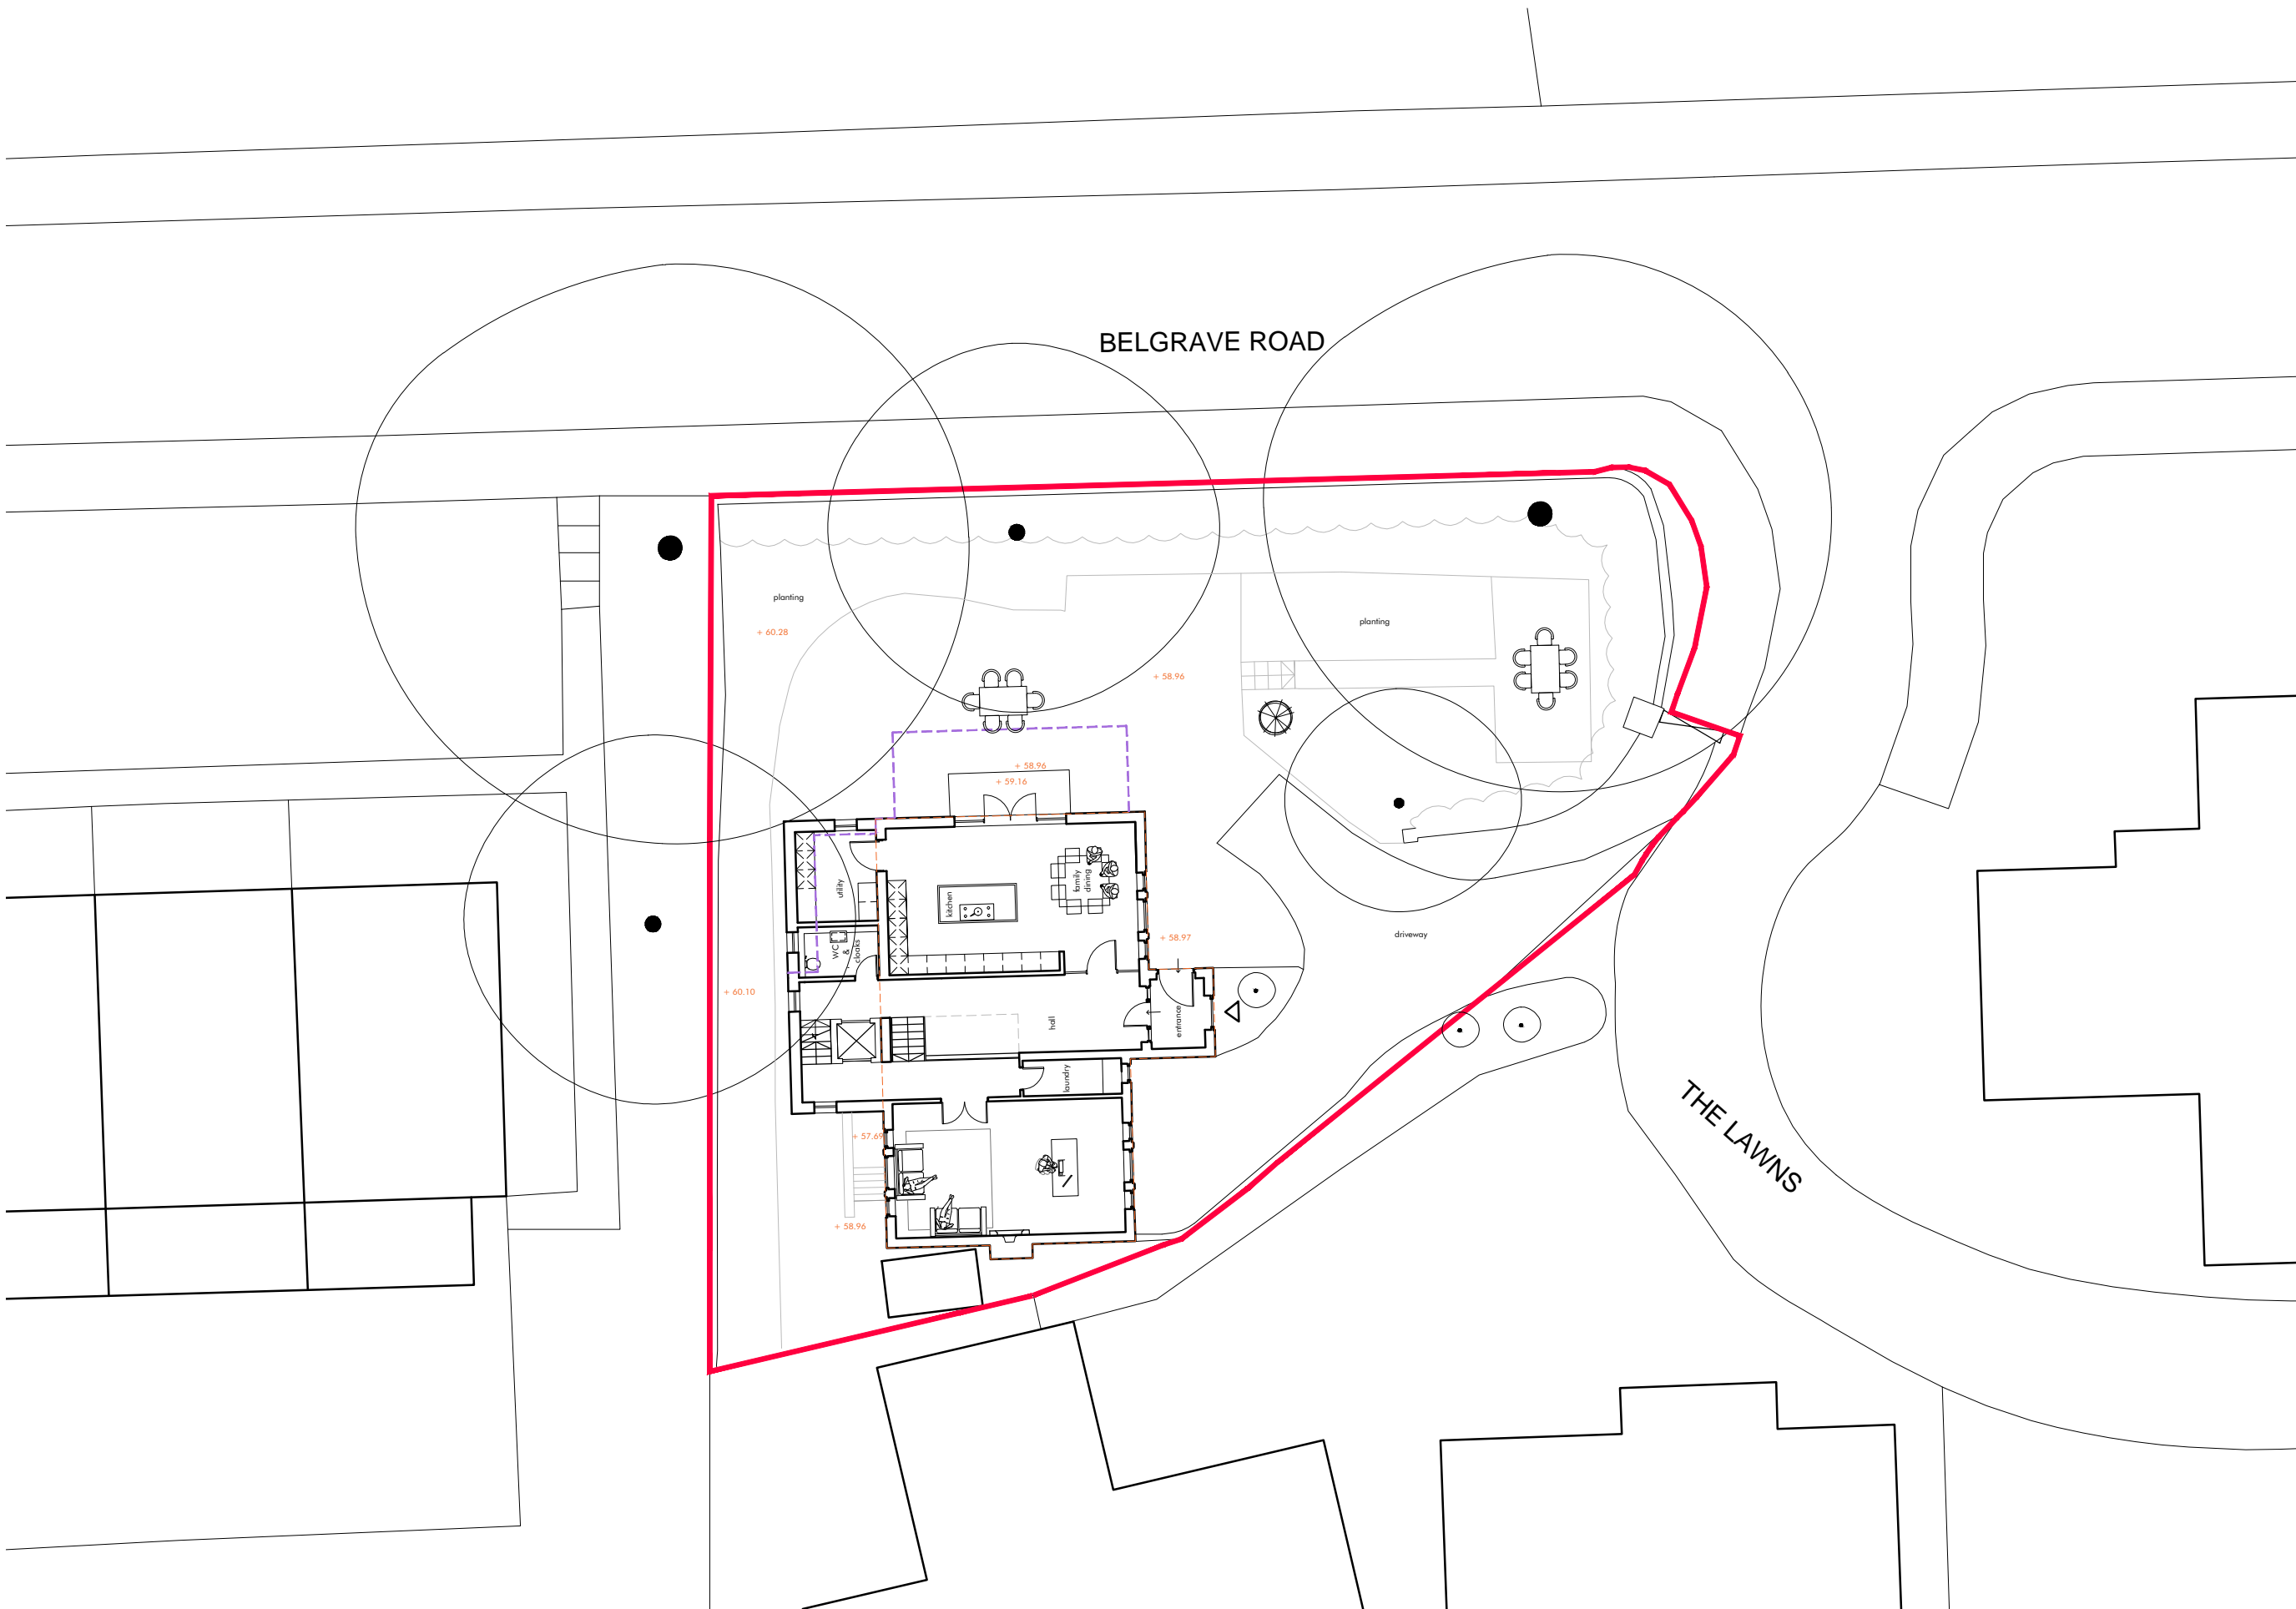 BELGRAVE ROAD
planting
+ 60.28
planting
+ 58.96
+ 58.96
+ 59.16
utility
kitchen
family
dining
WC
&
cloaks
+ 58.97
driveway
+ 60.10
hall
entrance
laundry
THE LAWNS
+ 57.69
+ 58.96